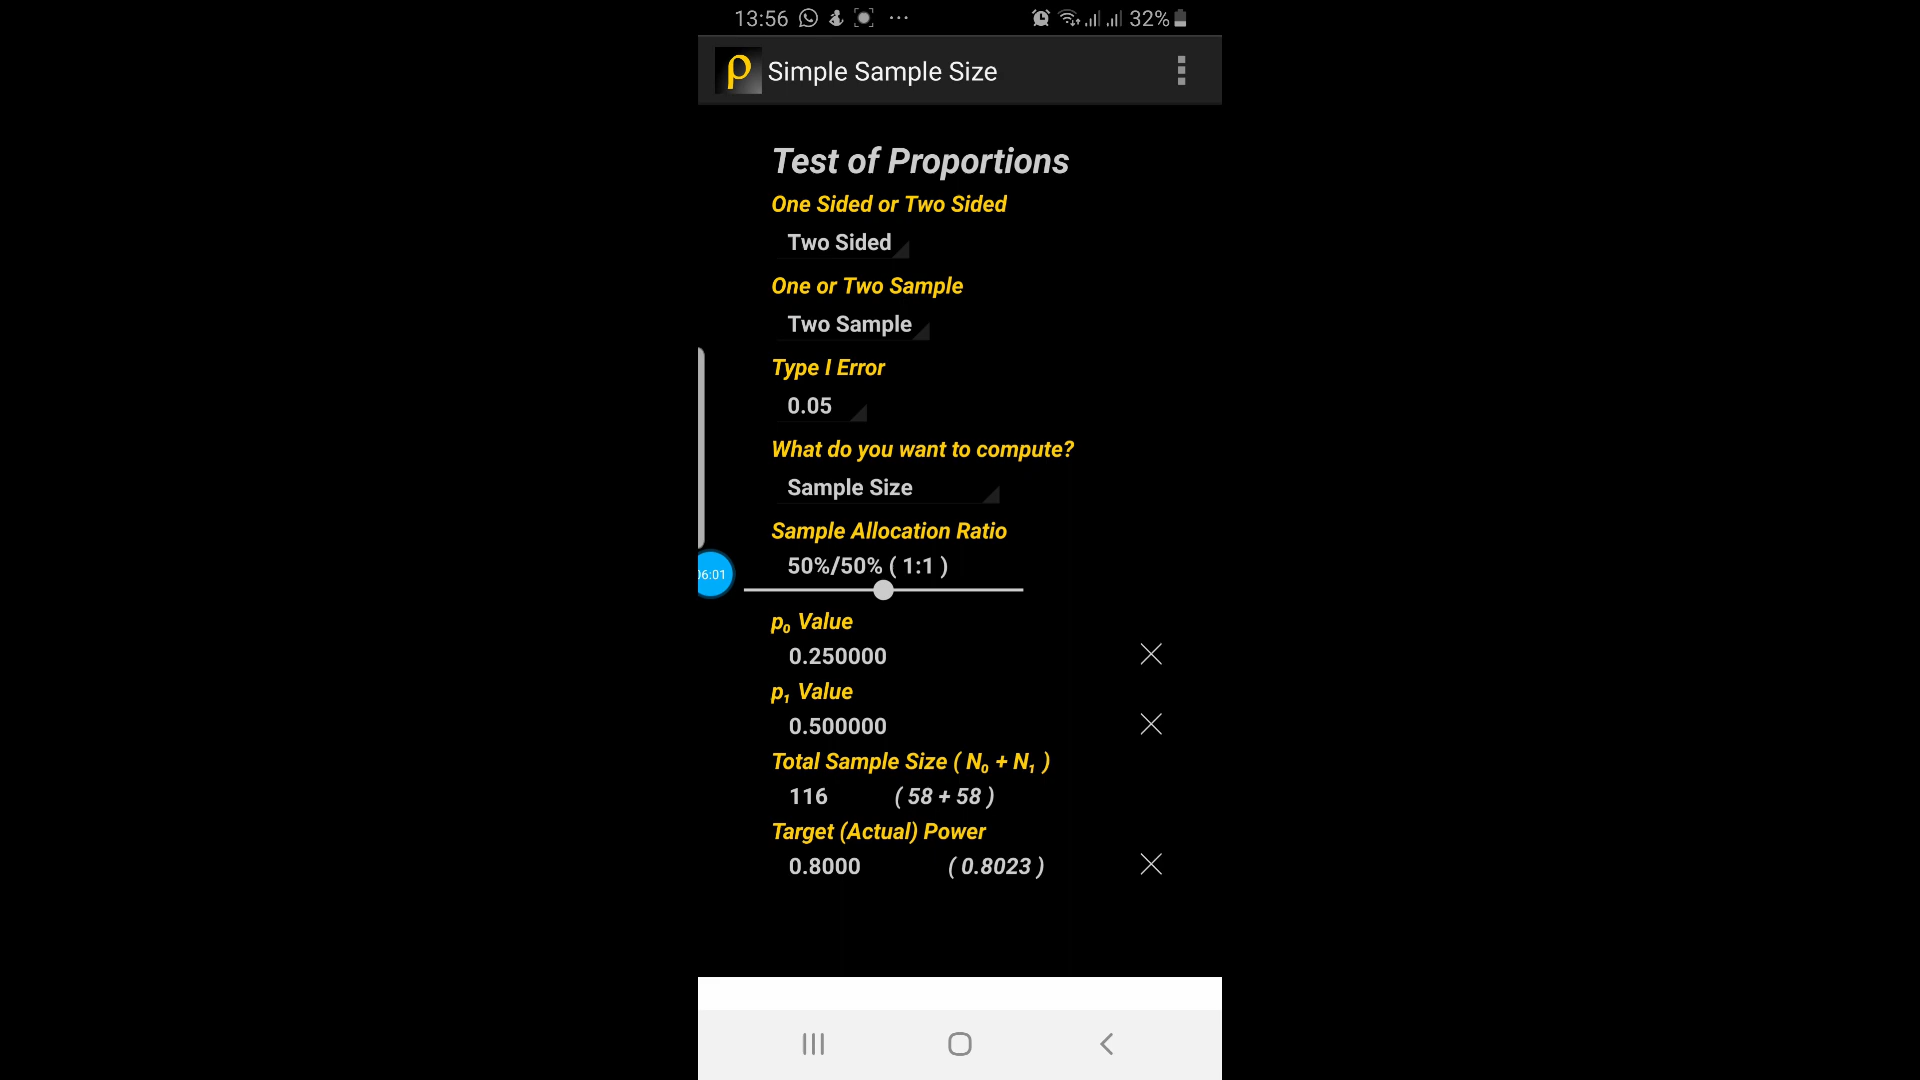 13:56 32%
ρ Simple Sample Size
Test of Proportions
One Sided or Two Sided
Two Sided
One or Two Sample
Two Sample
Type I Error
0.05
What do you want to compute?
Sample Size
Sample Allocation Ratio
50%/50% ( 1:1 )
06:01
p₀ Value
0.250000
p₁ Value
0.500000
Total Sample Size ( N₀ + N₁ )
116 ( 58 + 58 )
Target (Actual) Power
0.8000 ( 0.8023 )